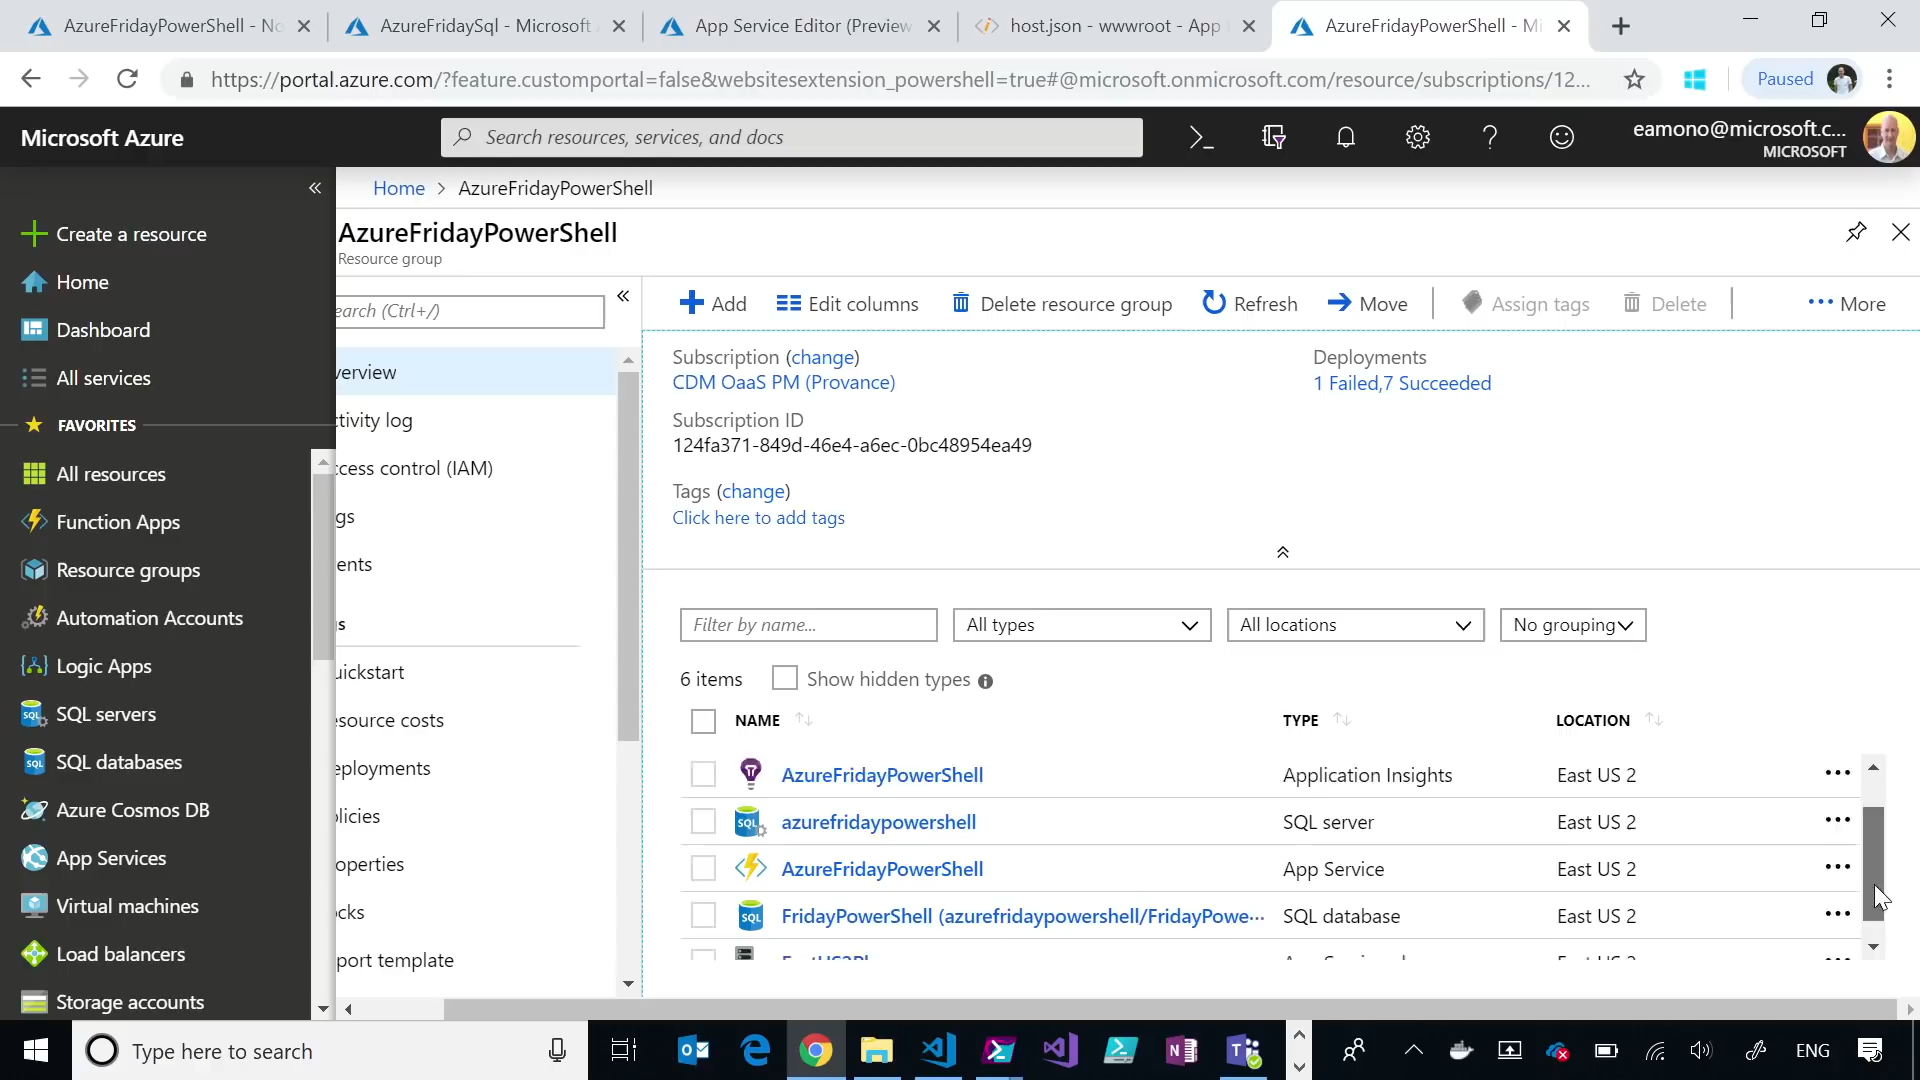 AzureFridayPowerShell - No
AzureFridaySql - Microsoft
App Service Editor (Preview
host.json - wwwroot - App
AzureFridayPowerShell - Mi
https://portal.azure.com/?feature.customportal=false&websitesextension_powershell=true#@microsoft.onmicrosoft.com/resource/subscriptions/12...
Paused
Microsoft Azure
Search resources, services, and docs
eamono@microsoft.c...
MICROSOFT
Create a resource
Home
Dashboard
All services
FAVORITES
All resources
Function Apps
Resource groups
Automation Accounts
Logic Apps
SQL servers
SQL databases
Azure Cosmos DB
App Services
Virtual machines
Load balancers
Storage accounts
Home > AzureFridayPowerShell
AzureFridayPowerShell
Resource group
earch (Ctrl+/)
verview
tivity log
ccess control (IAM)
gs
ents
s
uickstart
esource costs
eployments
licies
operties
cks
port template
Add
Edit columns
Delete resource group
Refresh
Move
Assign tags
Delete
More
Subscription (change)
CDM OaaS PM (Provance)
Subscription ID
124fa371-849d-46e4-a6ec-0bc48954ea49
Tags (change)
Click here to add tags
Deployments
1 Failed,7 Succeeded
Filter by name...
All types
All locations
No grouping
6 items
Show hidden types
NAME TYPE LOCATION
AzureFridayPowerShell Application Insights East US 2
azurefridaypowershell SQL server East US 2
AzureFridayPowerShell App Service East US 2
FridayPowerShell (azurefridaypowershell/FridayPowe... SQL database East US 2
Type here to search
ENG